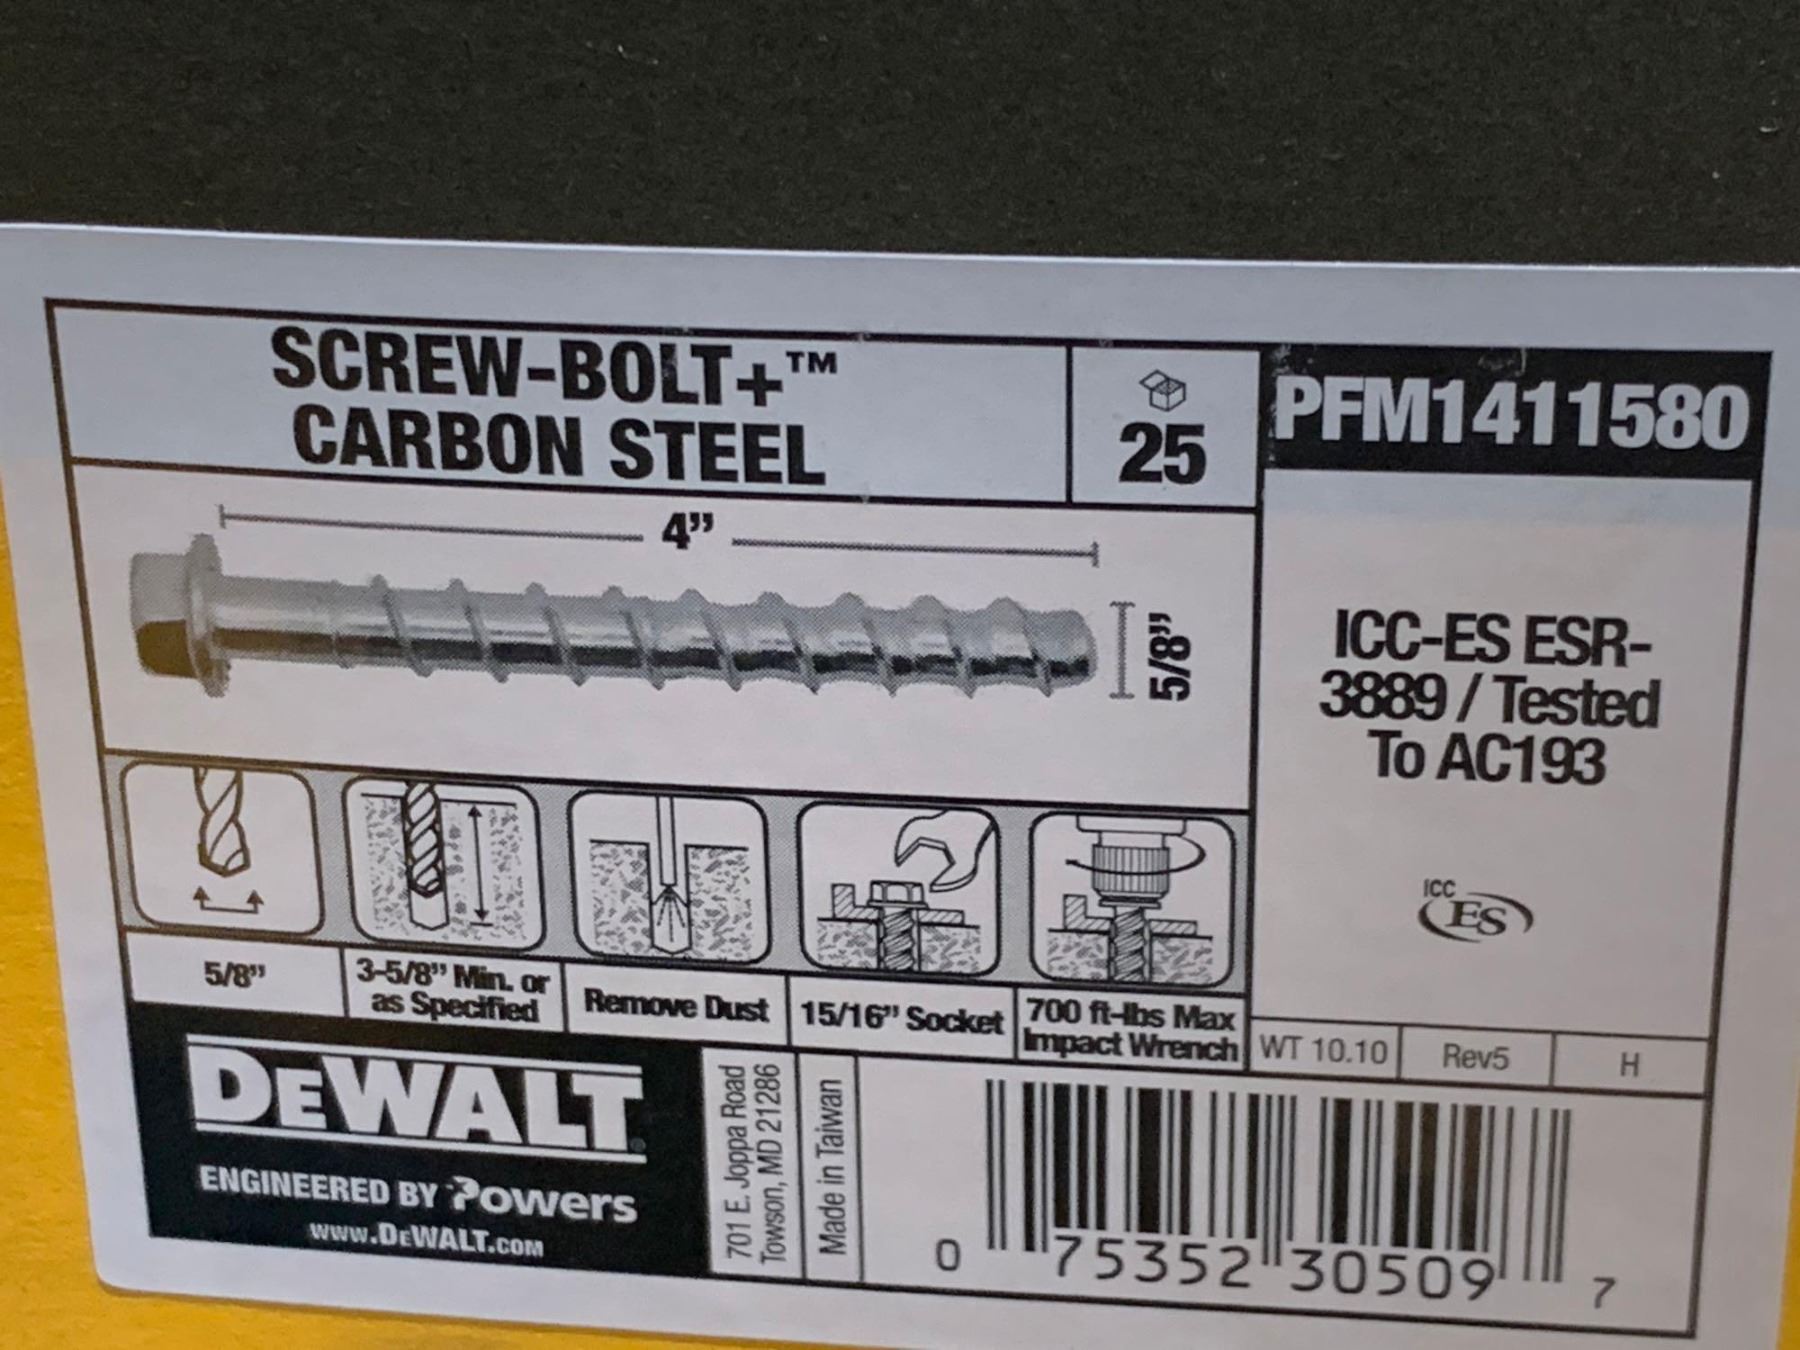 SCREW-BOLT+™
CARBON STEEL
25
PFM1411580
4"
5/8"
ICC-ES ESR-
3889 / Tested
To AC193
ICC
ES
5/8"
3-5/8" Min. or
as Specified
Remove Dust
15/16" Socket
700 ft-lbs Max
Impact Wrench
WT 10.10
Rev5
H
DEWALT
ENGINEERED BY Powers
www.DEWALT.com
701 E. Joppa Road
Towson, MD 21286
Made in Taiwan
0 75352 30509 7